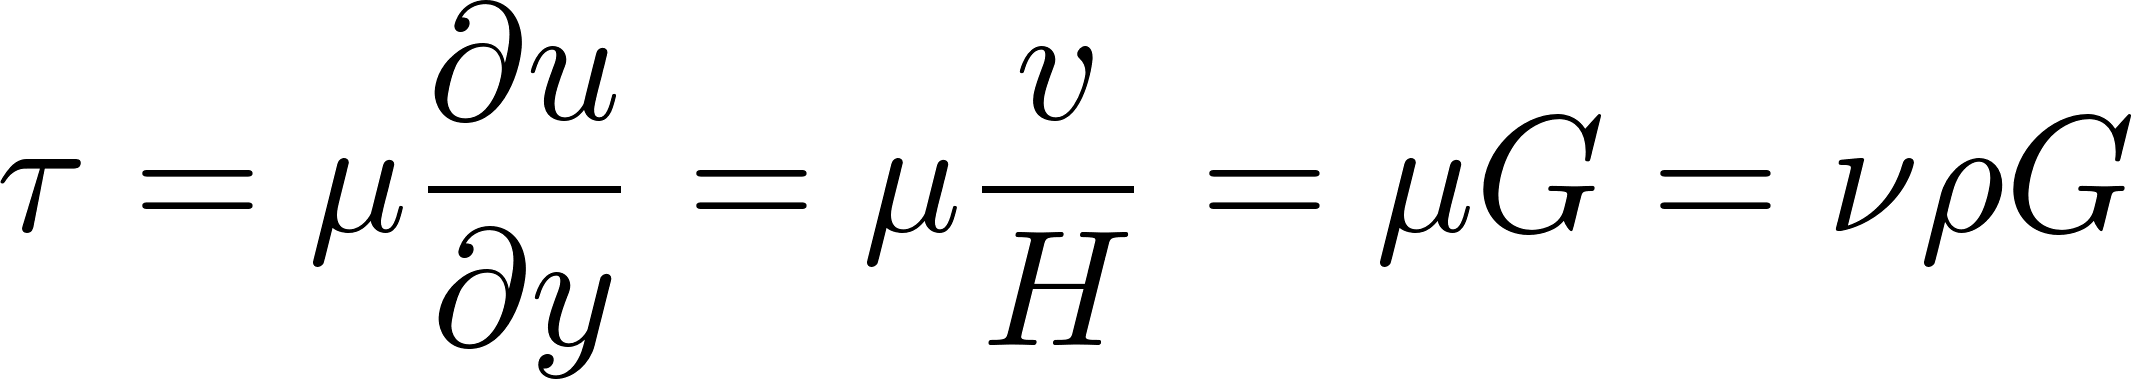 τ = μ ∂u/∂y = μ v/H = μG = νρG